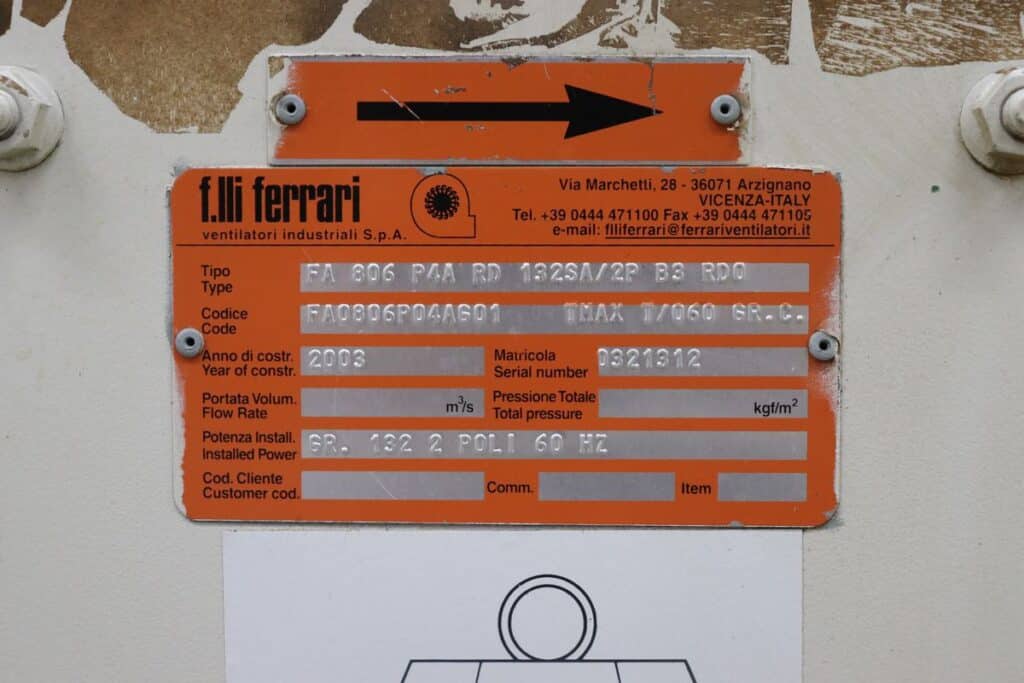 f.lli ferrari
ventilatori industriali S.p.A.
Via Marchetti, 28 - 36071 Arzignano
VICENZA-ITALY
Tel. +39 0444 471100 Fax +39 0444 471105
e-mail: flliferrari@ferrariventilatori.it
Tipo
Type FA 806 P4A RD 132SA/2P B3 RD0
Codice
Code FA0806P04AG01 TMAX T/060 GR.C.
Anno di costr.
Year of constr. 2003
Matricola
Serial number 0321312
Portata Volum.
Flow Rate m³/s
Pressione Totale
Total pressure kgf/m²
Potenza Install.
Installed Power GR. 132 2 POLI 60 HZ
Cod. Cliente
Customer cod. Comm. Item